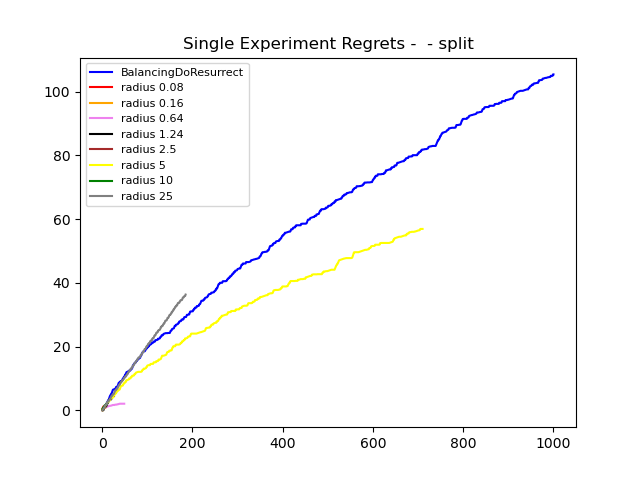 Single Experiment Regrets -  - split
BalancingDoResurrect
radius 0.08
radius 0.16
radius 0.64
radius 1.24
radius 2.5
radius 5
radius 10
radius 25
100
80
60
40
20
0
0 200 400 600 800 1000